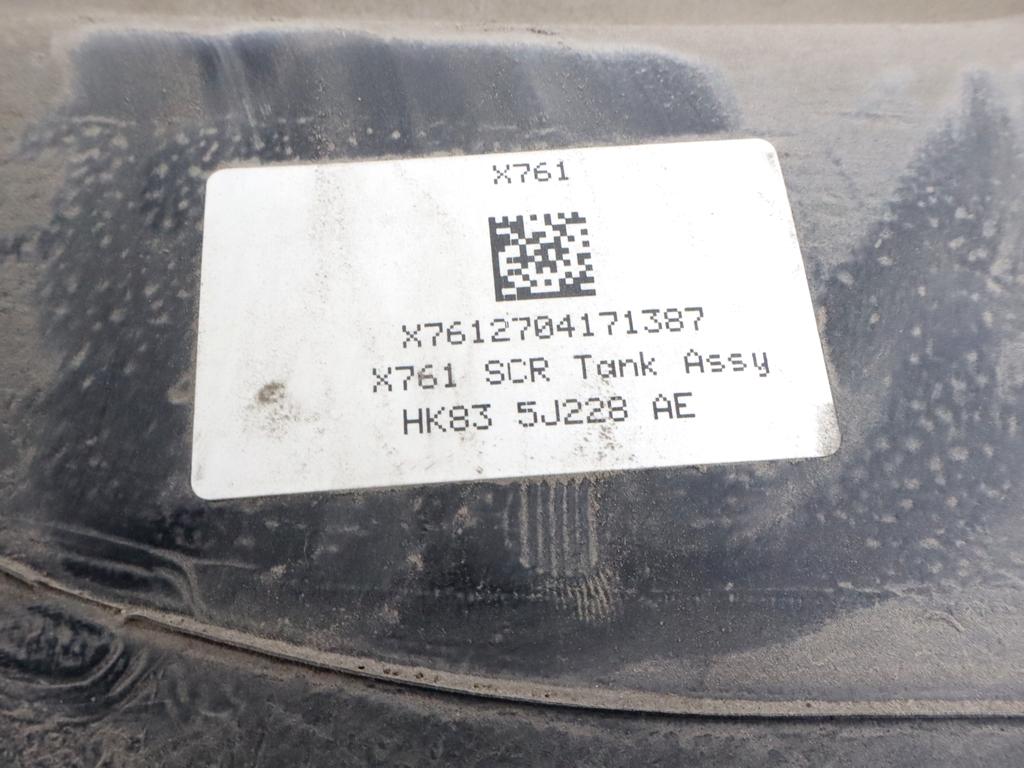 X761
X7612704171387
X761 SCR Tank Assy
HK83 5J228 AE